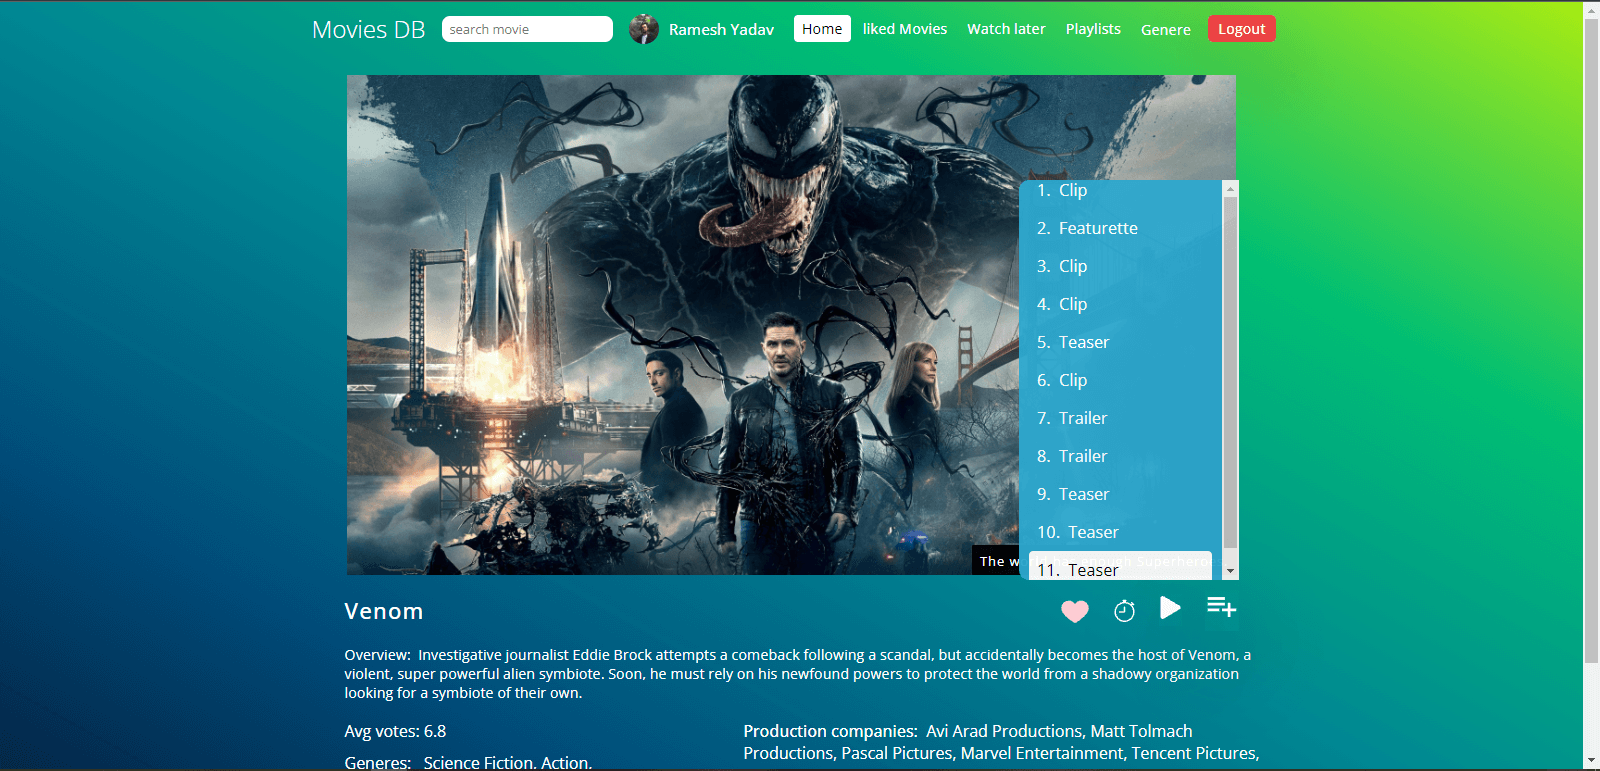 Movies DB
search movie
Ramesh Yadav
Home
liked Movies
Watch later
Playlists
Genere
Logout
1. Clip
2. Featurette
3. Clip
4. Clip
5. Teaser
6. Clip
7. Trailer
8. Trailer
9. Teaser
10. Teaser
11. Teaser
The Superheroes
Venom
Overview: Investigative journalist Eddie Brock attempts a comeback following a scandal, but accidentally becomes the host of Venom, a
violent, super powerful alien symbiote. Soon, he must rely on his newfound powers to protect the world from a shadowy organization
looking for a symbiote of their own.
Avg votes: 6.8
Generes: Science Fiction, Action,
Production companies: Avi Arad Productions, Matt Tolmach
Productions, Pascal Pictures, Marvel Entertainment, Tencent Pictures,